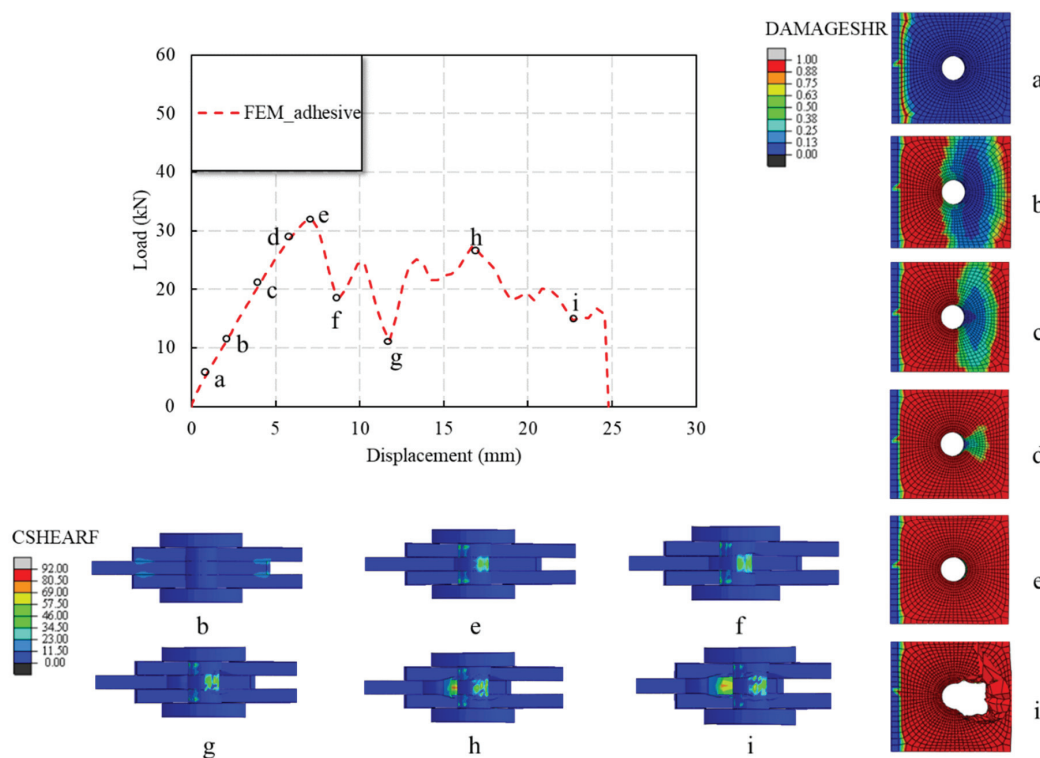 60
50
40
30
20
10
0
Load (kN)
FEM_adhesive
a
b
c
d
e
f
g
h
i
0 5 10 15 20 25 30
Displacement (mm)
DAMAGESHR
1.00
0.88
0.75
0.63
0.50
0.38
0.25
0.13
0.00
a
b
c
d
e
i
CSHEARF
92.00
80.50
69.00
57.50
46.00
34.50
23.00
11.50
0.00
b e f
g h i